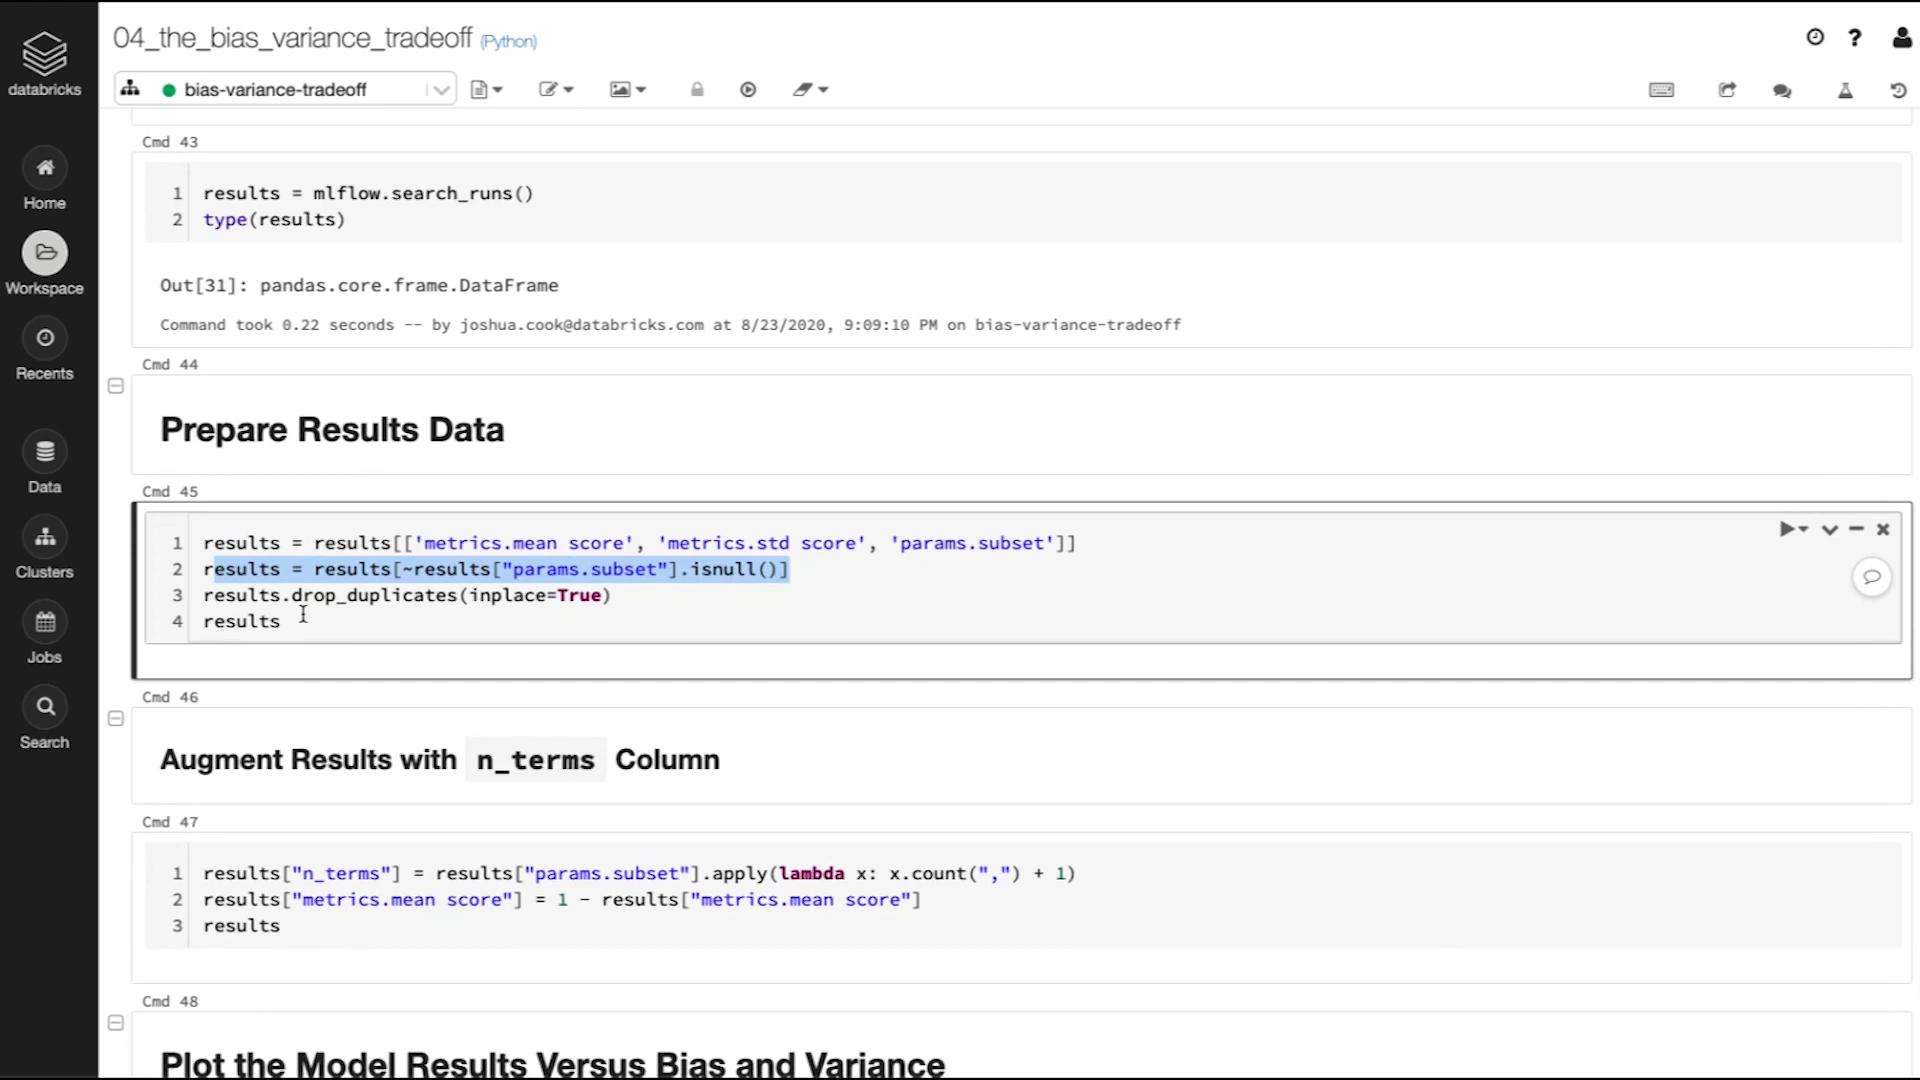 04_the_bias_variance_tradeoff (Python)
databricks
bias-variance-tradeoff
Home
Workspace
Recents
Data
Clusters
Jobs
Search
Cmd 43
1 results = mlflow.search_runs()
2 type(results)
Out[31]: pandas.core.frame.DataFrame
Command took 0.22 seconds -- by joshua.cook@databricks.com at 8/23/2020, 9:09:10 PM on bias-variance-tradeoff
Cmd 44
Prepare Results Data
Cmd 45
1 results = results[['metrics.mean score', 'metrics.std score', 'params.subset']]
2 results = results[~results["params.subset"].isnull()]
3 results.drop_duplicates(inplace=True)
4 results
Cmd 46
Augment Results with n_terms Column
Cmd 47
1 results["n_terms"] = results["params.subset"].apply(lambda x: x.count(",") + 1)
2 results["metrics.mean score"] = 1 - results["metrics.mean score"]
3 results
Cmd 48
Plot the Model Results Versus Bias and Variance